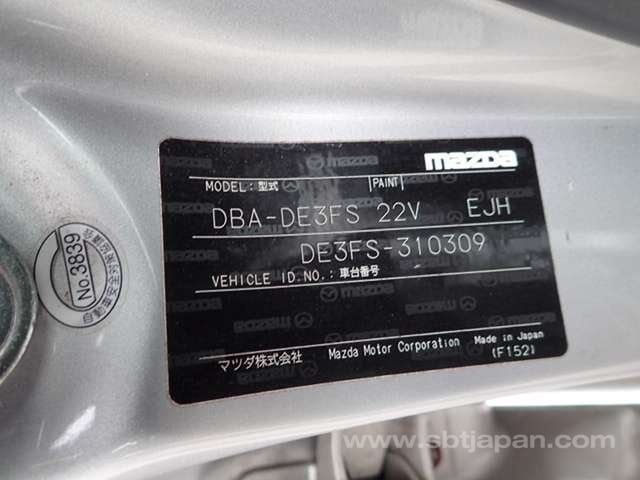 mazda
MODEL:型式 PAINT
DBA-DE3FS 22V EJH
DE3FS-310309
VEHICLE ID.NO.:車台番号
マツダ株式会社 Mazda Motor Corporation Made in Japan
(F152)
No.3839
www.sbtjapan.com